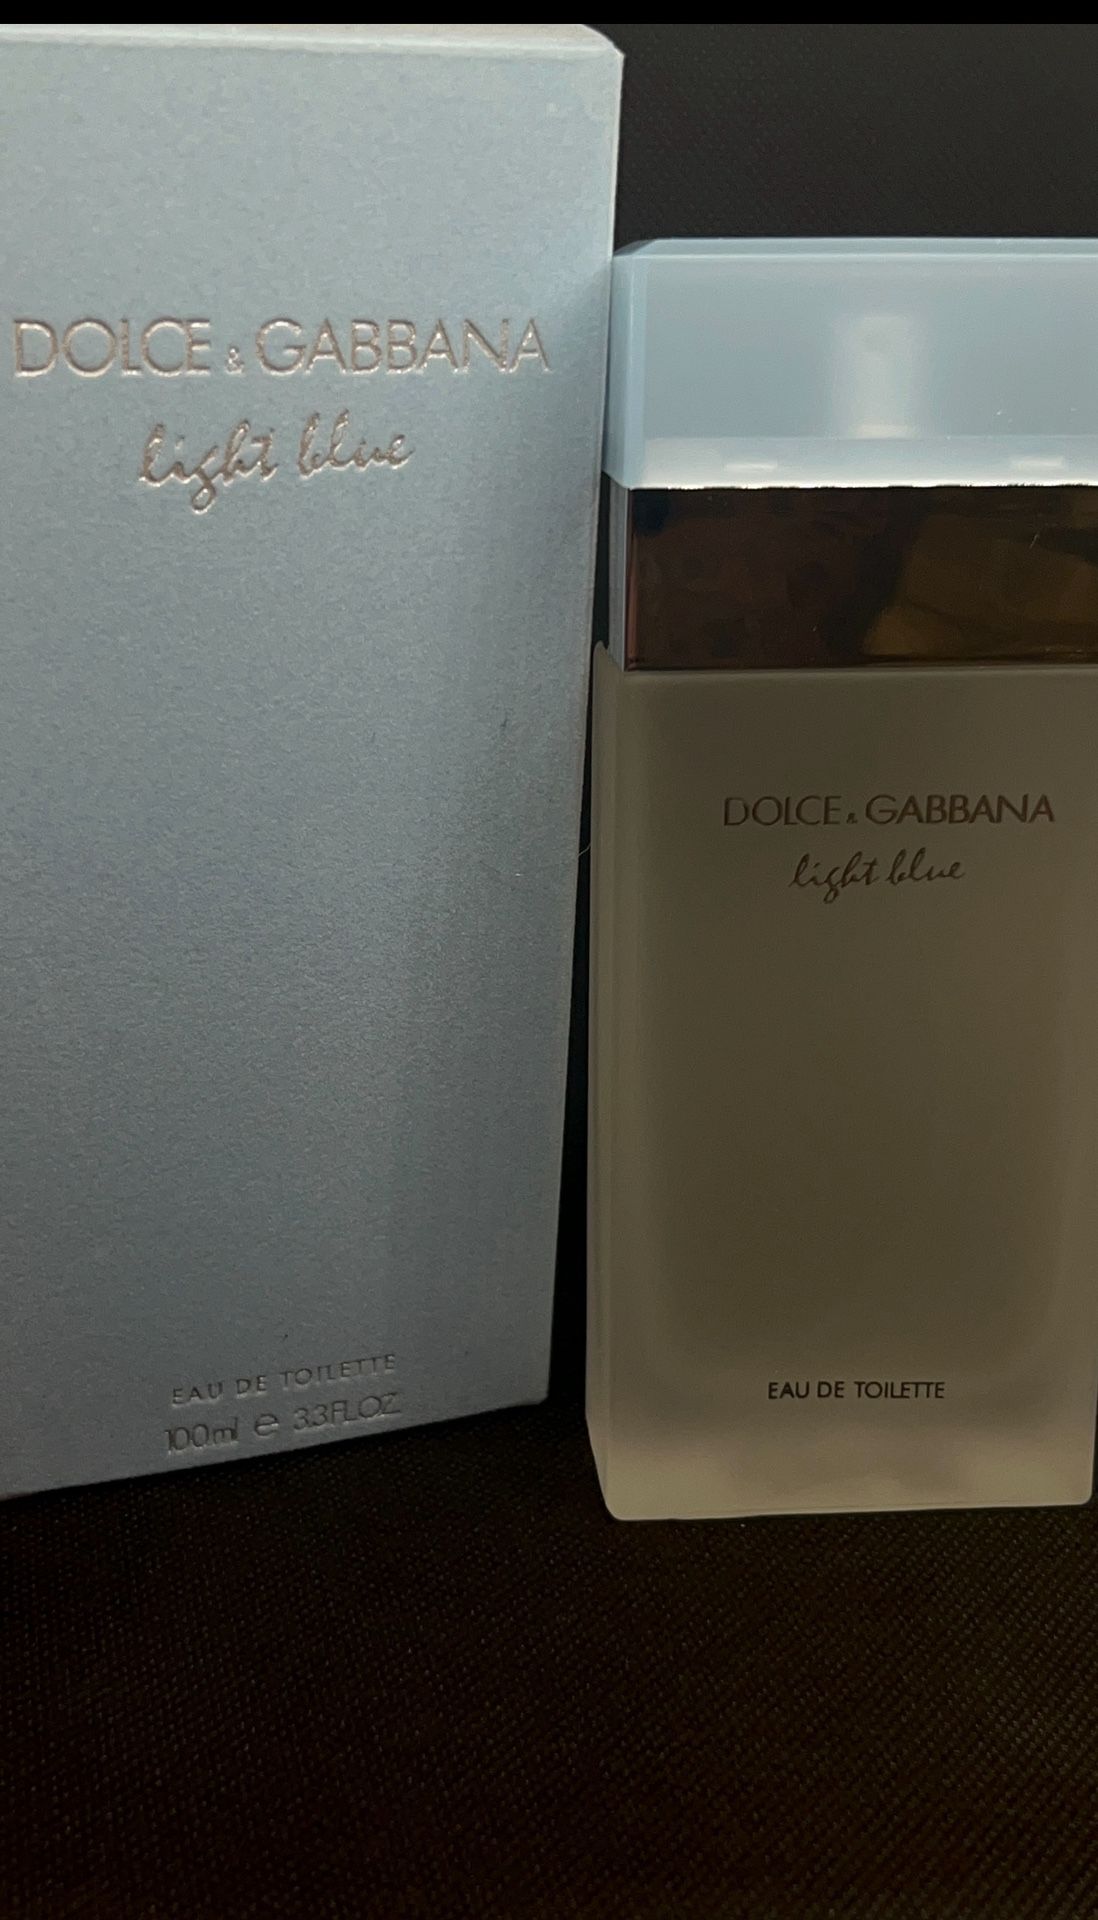 DOLCE & GABBANA
light blue
EAU DE TOILETTE
100ml e 3.3FL.OZ.
DOLCE & GABBANA
light blue
EAU DE TOILETTE